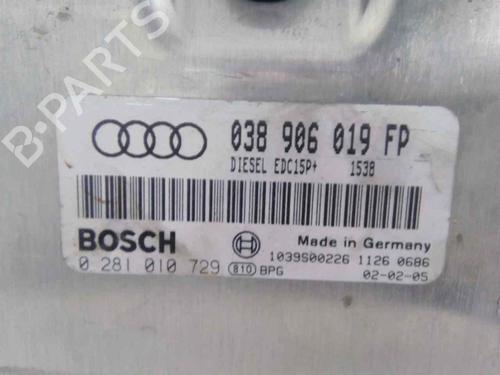 038 906 019 FP
DIESEL EDC15P+ 1538
BOSCH
Made in Germany
1039S00226 1126 0686
0 281 010 729 810 BPG 02-02-05
B-PARTS